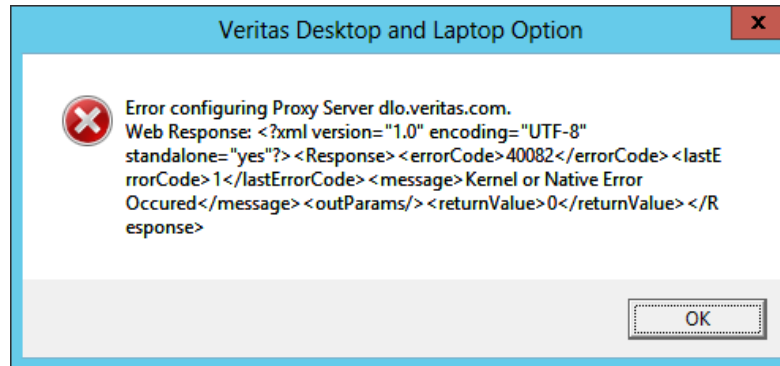 Veritas Desktop and Laptop Option
x
Error configuring Proxy Server dlo.veritas.com.
Web Response: <?xml version="1.0" encoding="UTF-8"
standalone="yes"?><Response><errorCode>40082</errorCode><lastE
rrorCode>1</lastErrorCode><message>Kernel or Native Error
Occured</message><outParams/><returnValue>0</returnValue></R
esponse>
OK